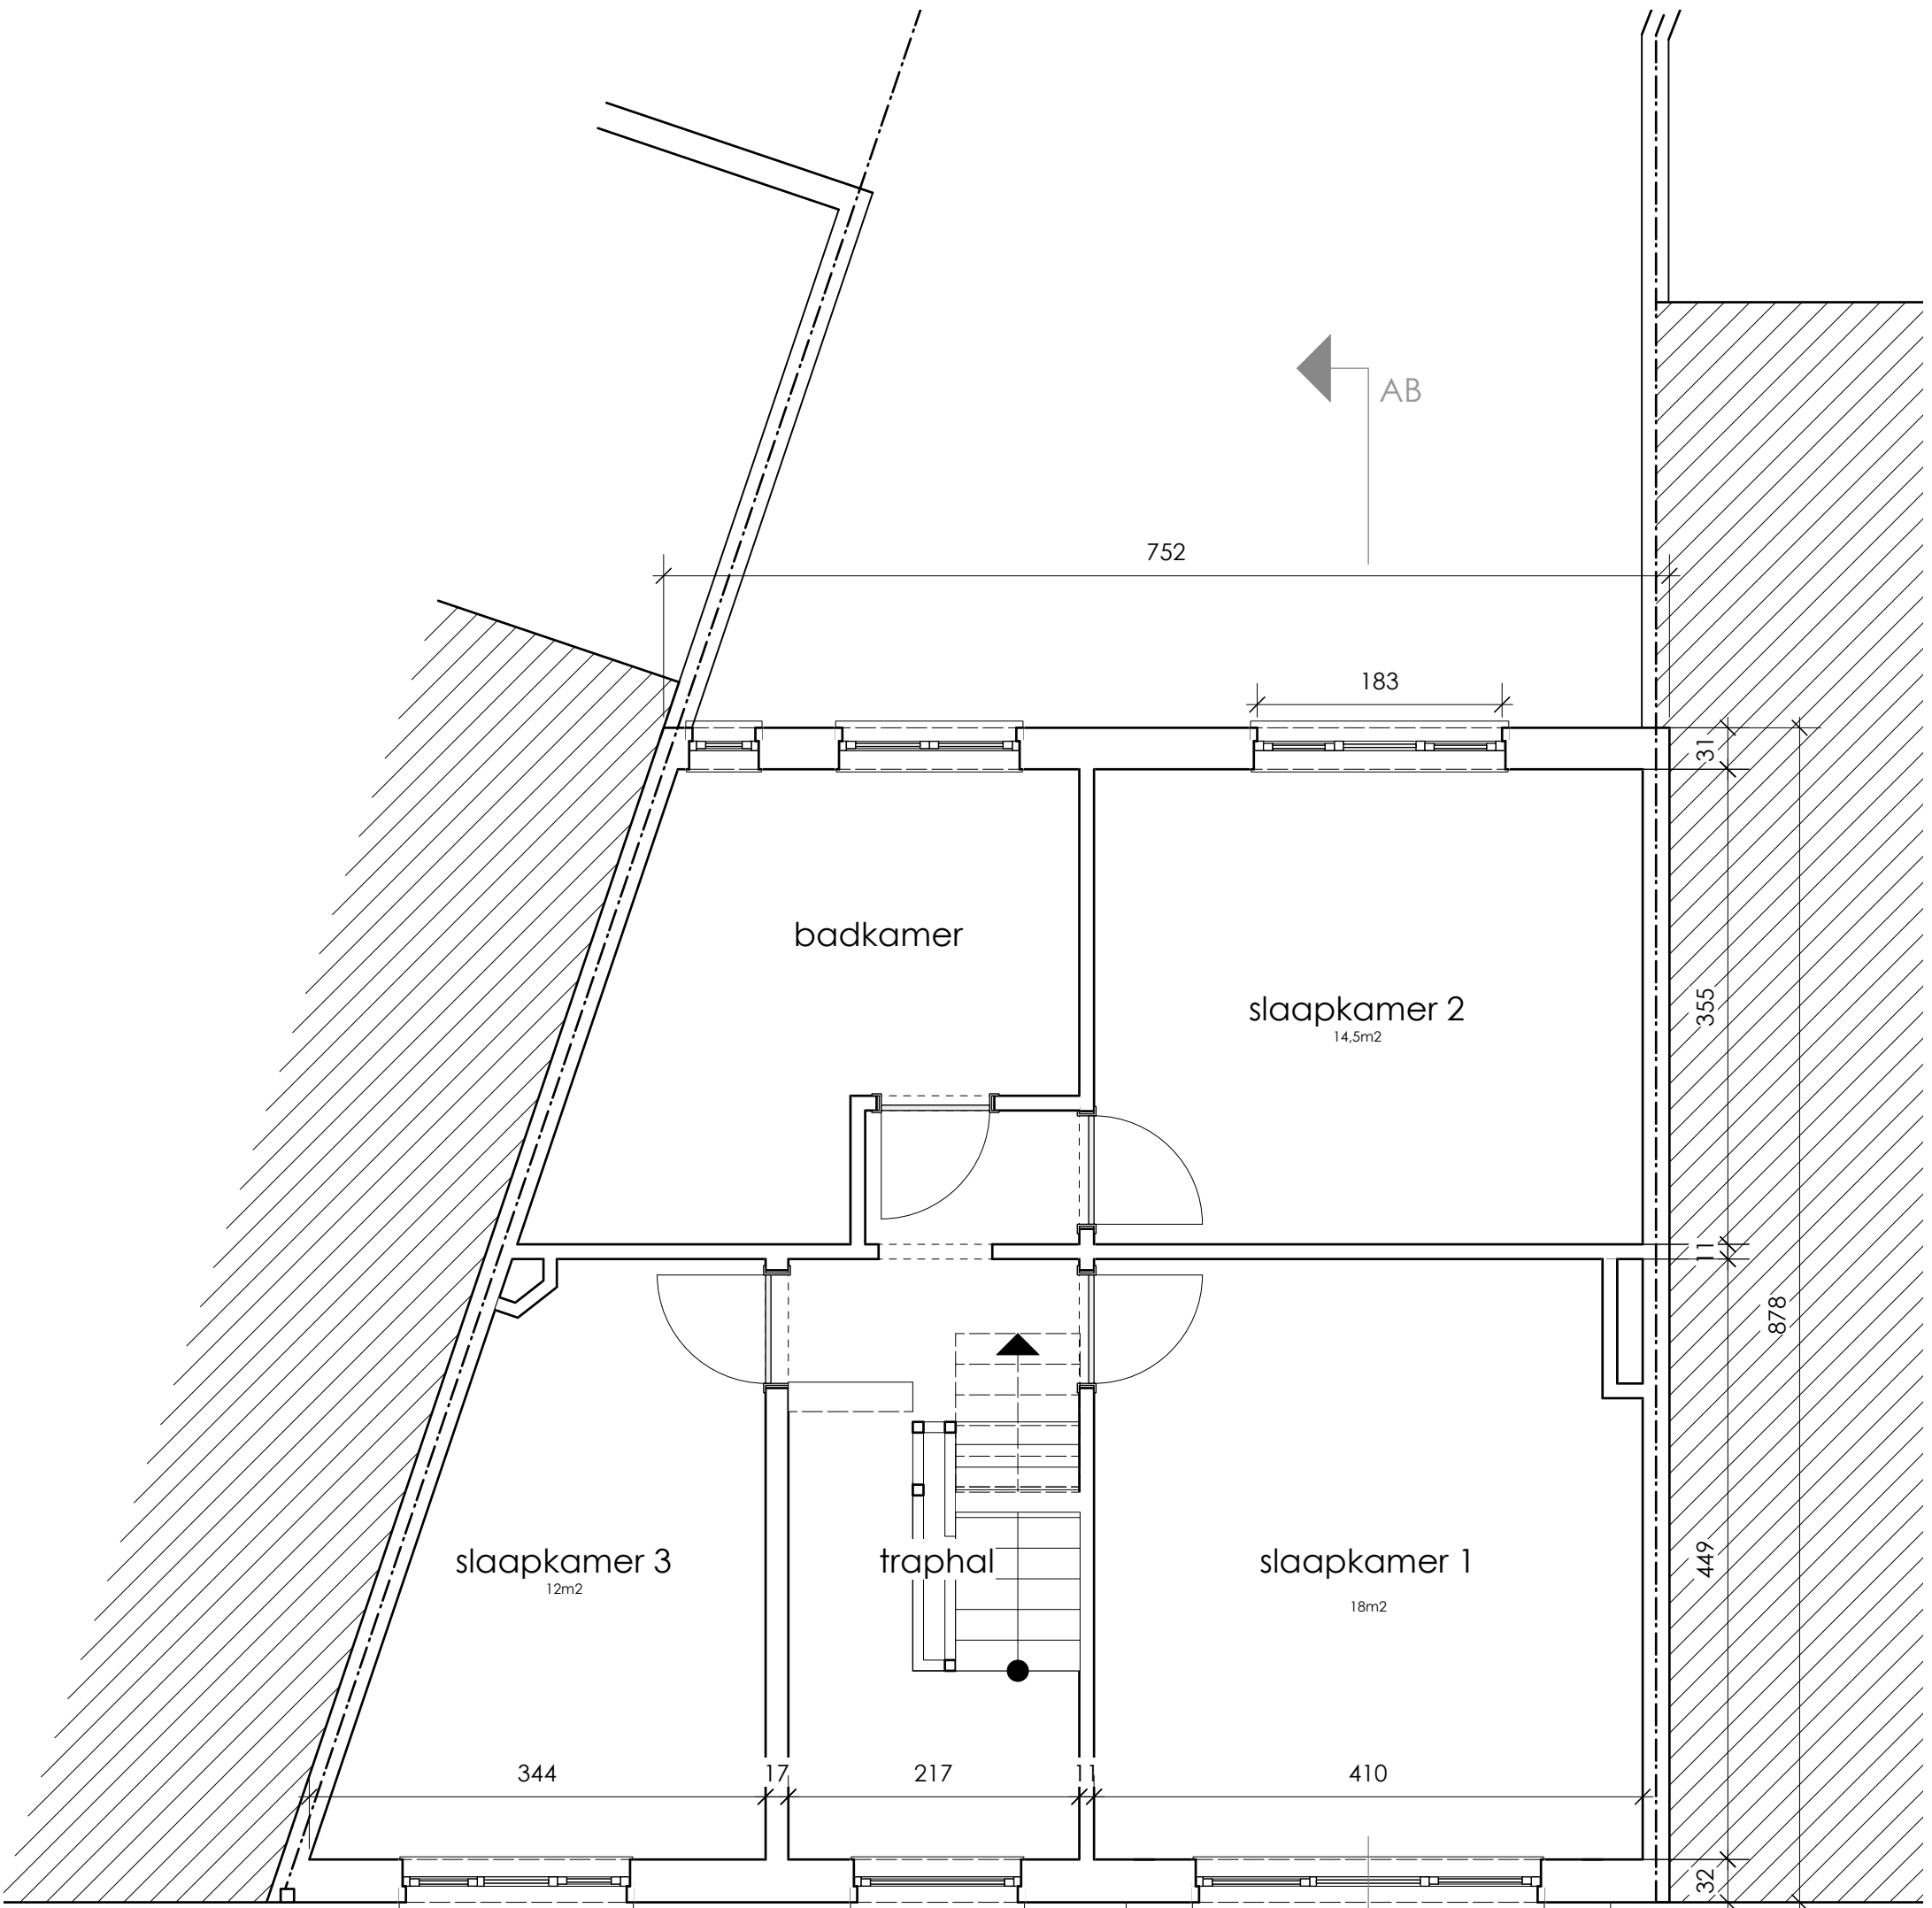 AB
752
183
31
badkamer
slaapkamer 2
14,5m2
355
11
878
slaapkamer 3
12m2
traphal
slaapkamer 1
18m2
449
344
17
217
11
410
32